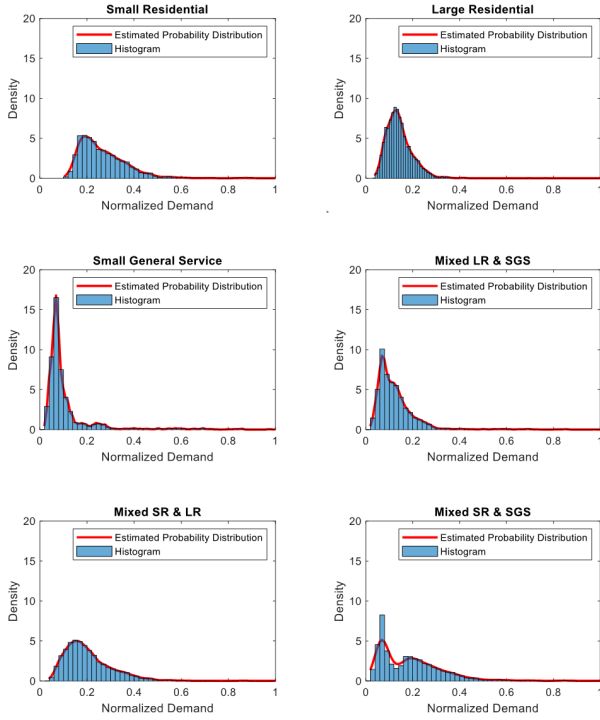 Small Residential
20
15
10
5
0
Density
Estimated Probability Distribution
Histogram
0 0.2 0.4 0.6 0.8 1
Normalized Demand
Large Residential
20
15
10
5
0
Density
Estimated Probability Distribution
Histogram
0 0.2 0.4 0.6 0.8 1
Normalized Demand
Small General Service
20
15
10
5
0
Density
Estimated Probability Distribution
Histogram
0 0.2 0.4 0.6 0.8 1
Normalized Demand
Mixed LR & SGS
20
15
10
5
0
Density
Estimated Probability Distribution
Histogram
0 0.2 0.4 0.6 0.8 1
Normalized Demand
Mixed SR & LR
20
15
10
5
0
Density
Estimated Probability Distribution
Histogram
0 0.2 0.4 0.6 0.8 1
Normalized Demand
Mixed SR & SGS
20
15
10
5
0
Density
Estimated Probability Distribution
Histogram
0 0.2 0.4 0.6 0.8 1
Normalized Demand